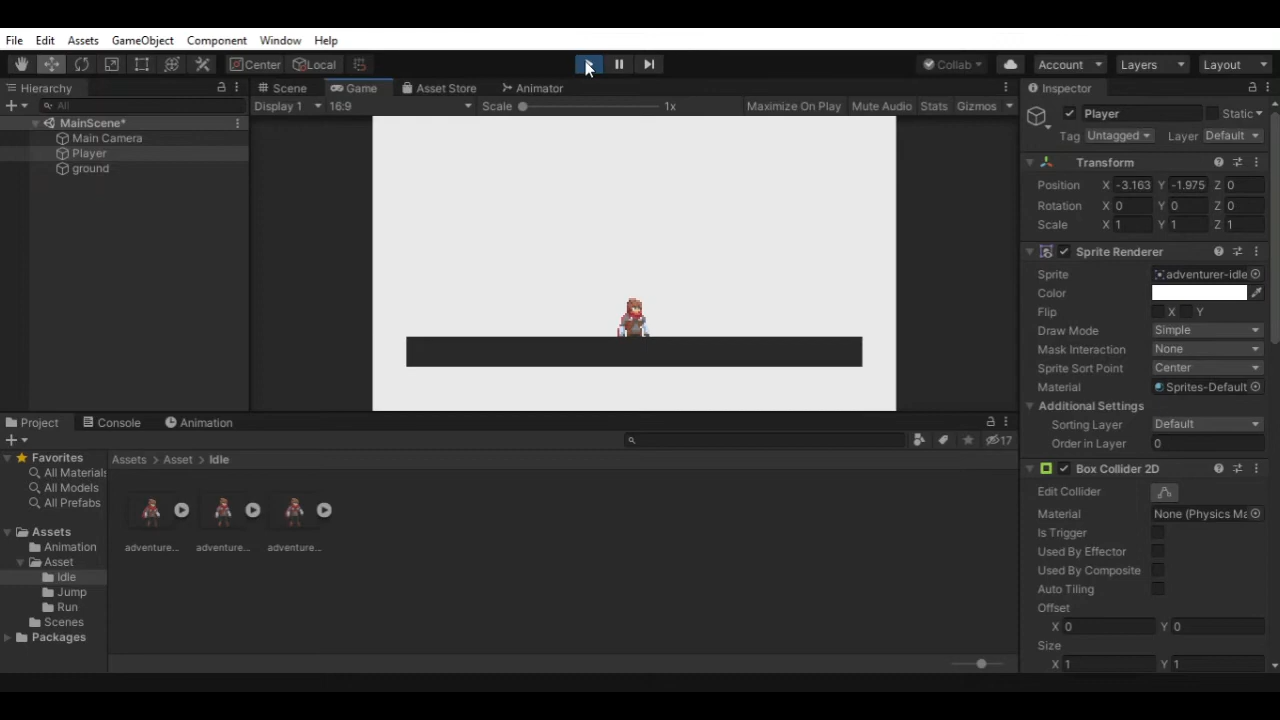 File Edit Assets GameObject Component Window Help
Center Local Collab Account Layers Layout
Hierarchy
All
MainScene*
Main Camera
Player
ground
Scene Game Asset Store Animator
Display 1 16:9 Scale 1x Maximize On Play Mute Audio Stats Gizmos
Inspector
Player Static
Tag Untagged Layer Default
Transform
Position X -3.163 Y -1.975 Z 0
Rotation X 0 Y 0 Z 0
Scale X 1 Y 1 Z 1
Sprite Renderer
Sprite adventurer-idle
Color
Flip X Y
Draw Mode Simple
Mask Interaction None
Sprite Sort Point Center
Material Sprites-Default
Additional Settings
Sorting Layer Default
Order in Layer 0
Box Collider 2D
Edit Collider
Material None (Physics Ma
Is Trigger
Used By Effector
Used By Composite
Auto Tiling
Offset
X 0 Y 0
Size
X 1 Y 1
Project Console Animation
17
Favorites
All Materials
All Models
All Prefabs
Assets
Animation
Asset
Idle
Jump
Run
Scenes
Packages
Assets > Asset > Idle
adventure... adventure... adventure...